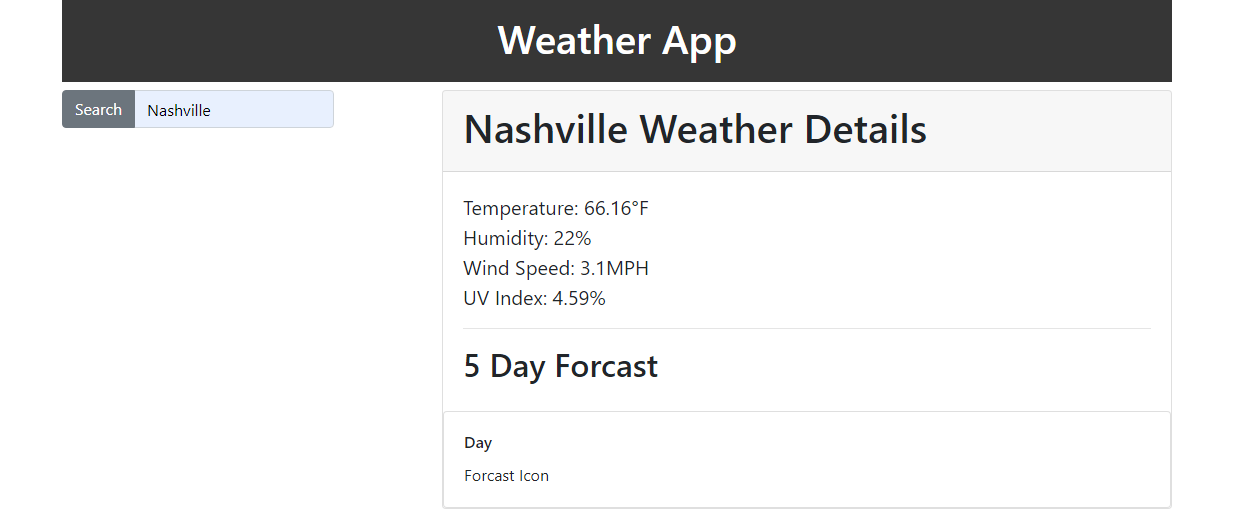 Weather App
Search Nashville
Nashville Weather Details
Temperature: 66.16°F
Humidity: 22%
Wind Speed: 3.1MPH
UV Index: 4.59%
5 Day Forcast
Day
Forcast Icon